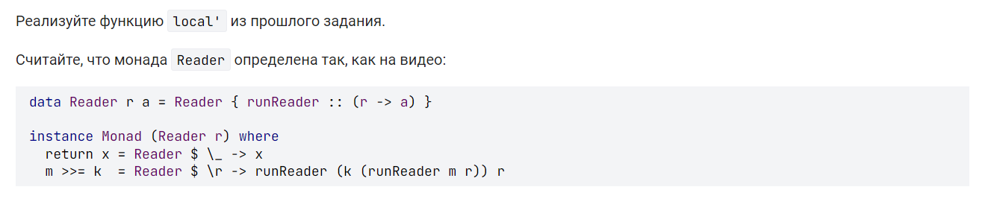 Реализуйте функцию local' из прошлого задания.
Считайте, что монада Reader определена так, как на видео:
data Reader r a = Reader { runReader :: (r -> a) }
instance Monad (Reader r) where
  return x = Reader $ \_ -> x
  m >>= k  = Reader $ \r -> runReader (k (runReader m r)) r